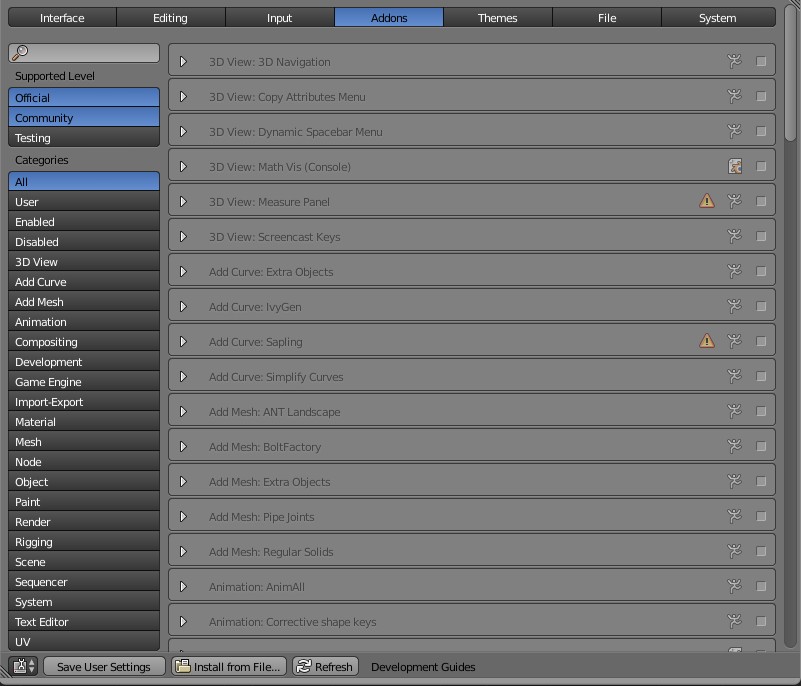 Interface Editing Input Addons Themes File System
Supported Level
Official
Community
Testing
Categories
All
User
Enabled
Disabled
3D View
Add Curve
Add Mesh
Animation
Compositing
Development
Game Engine
Import-Export
Material
Mesh
Node
Object
Paint
Render
Rigging
Scene
Sequencer
System
Text Editor
UV
3D View: 3D Navigation
3D View: Copy Attributes Menu
3D View: Dynamic Spacebar Menu
3D View: Math Vis (Console)
3D View: Measure Panel
3D View: Screencast Keys
Add Curve: Extra Objects
Add Curve: IvyGen
Add Curve: Sapling
Add Curve: Simplify Curves
Add Mesh: ANT Landscape
Add Mesh: BoltFactory
Add Mesh: Extra Objects
Add Mesh: Pipe Joints
Add Mesh: Regular Solids
Animation: AnimAll
Animation: Corrective shape keys
Save User Settings Install from File... Refresh Development Guides